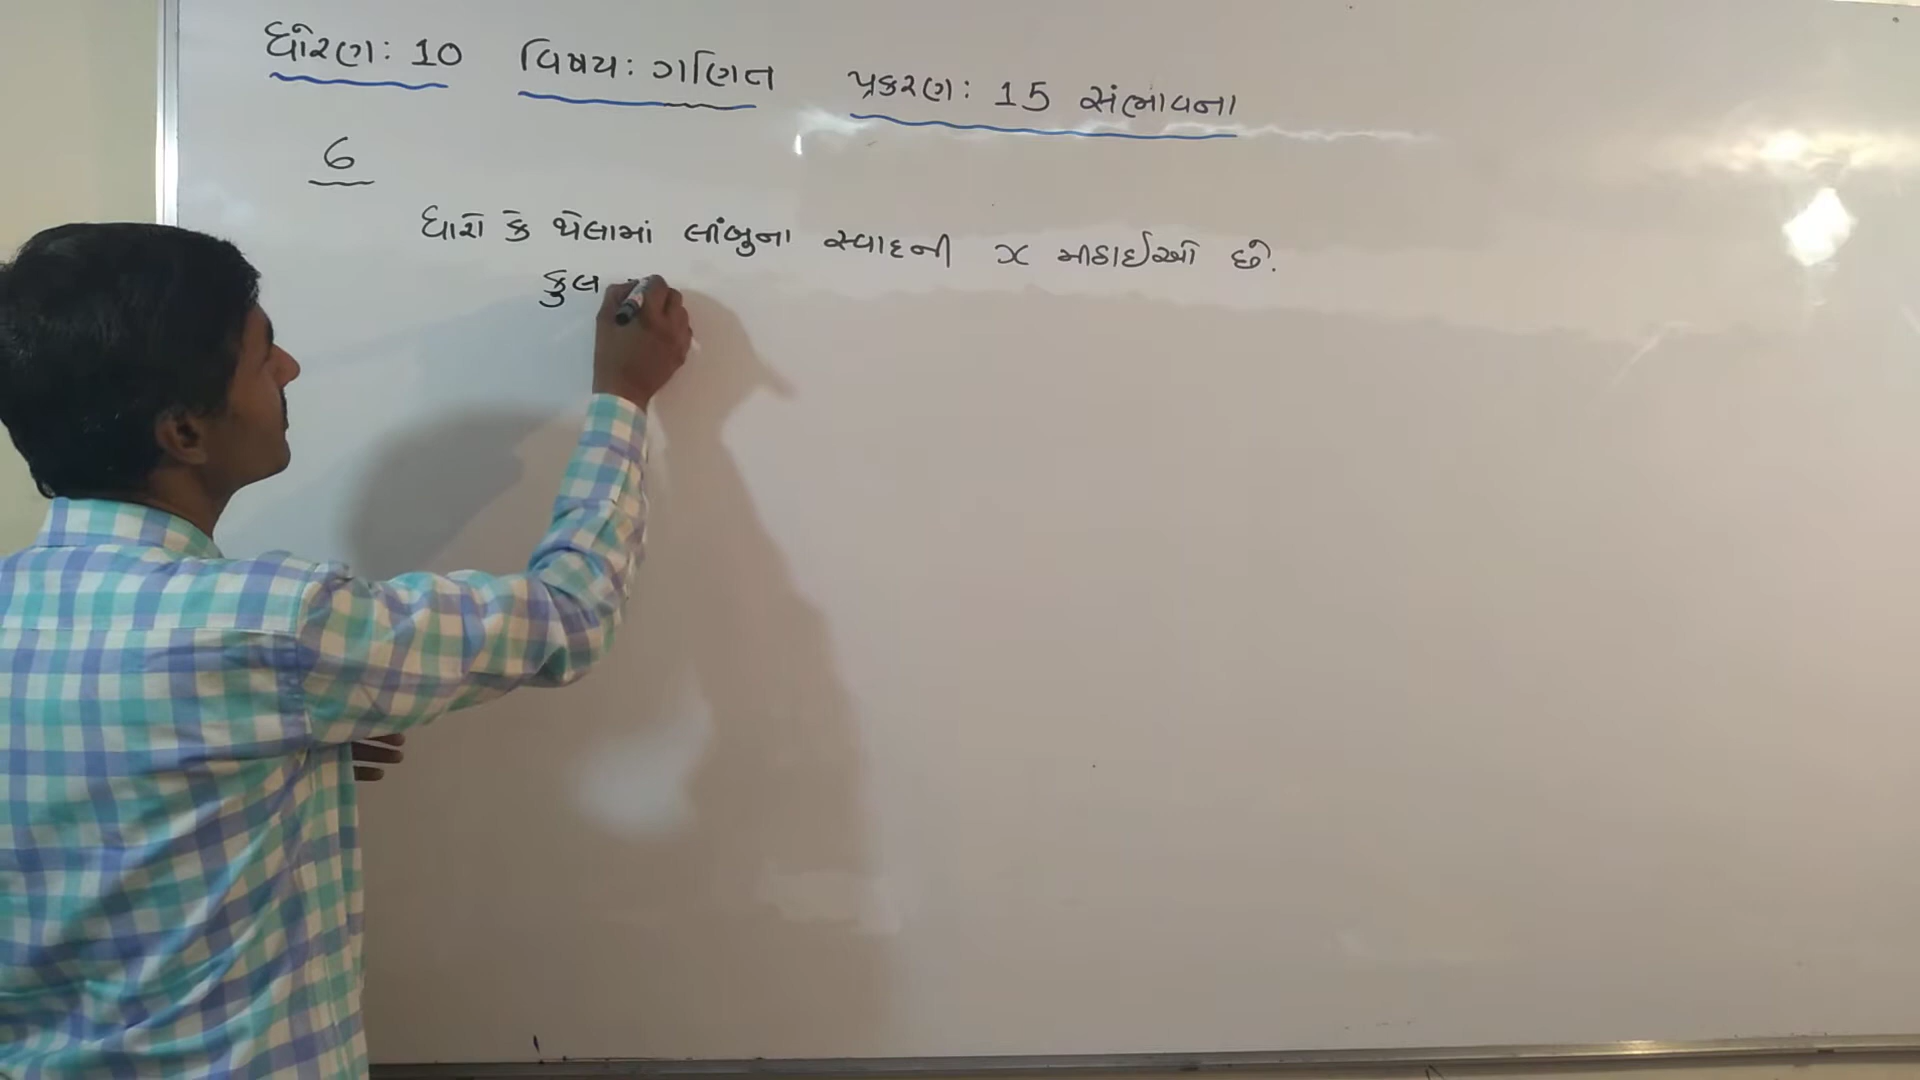 ધોરણ: 10 વિષય: ગણિત પ્રકરણ: 15 સંભાવના
6
ધારો કે થેલામાં લીંબુના સ્વાદની x મીઠાઈઓ છે.
કુલ